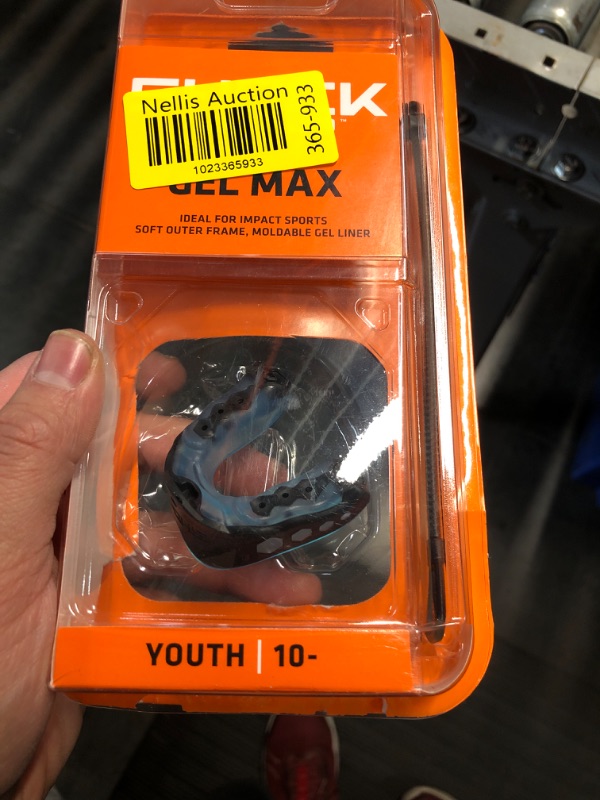 Nellis Auction
365-933
1023365933
GEL MAX
IDEAL FOR IMPACT SPORTS
SOFT OUTER FRAME, MOLDABLE GEL LINER
YOUTH | 10-